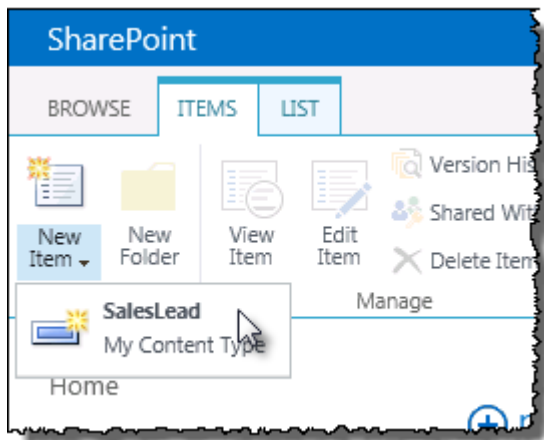 SharePoint
BROWSE ITEMS LIST
New Item
New Folder
View Item
Edit Item
Version His
Shared Wit
Delete Item
Manage
SalesLead
My Content Type
Home